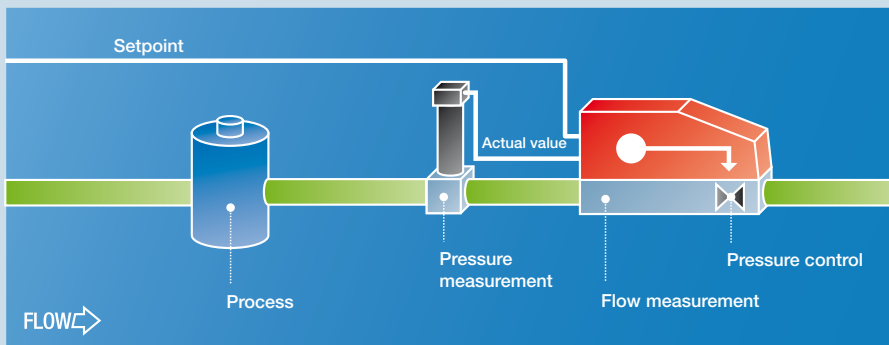 Setpoint
Actual value
Pressure
measurement
Pressure control
Process
Flow measurement
FLOW